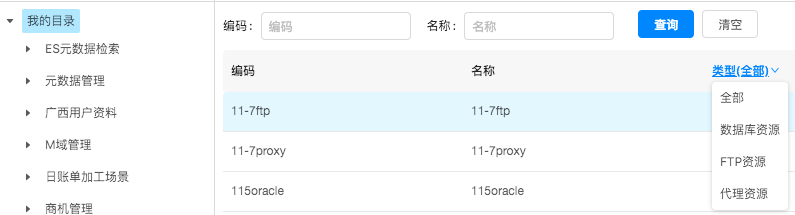 我的目录
ES元数据检索
元数据管理
广西用户资料
M域管理
日账单加工场景
商机管理
编码： 编码 名称： 名称 查询 清空
编码 名称 类型(全部)
11-7ftp 11-7ftp
11-7proxy 11-7proxy
115oracle 115oracle
全部
数据库资源
FTP资源
代理资源